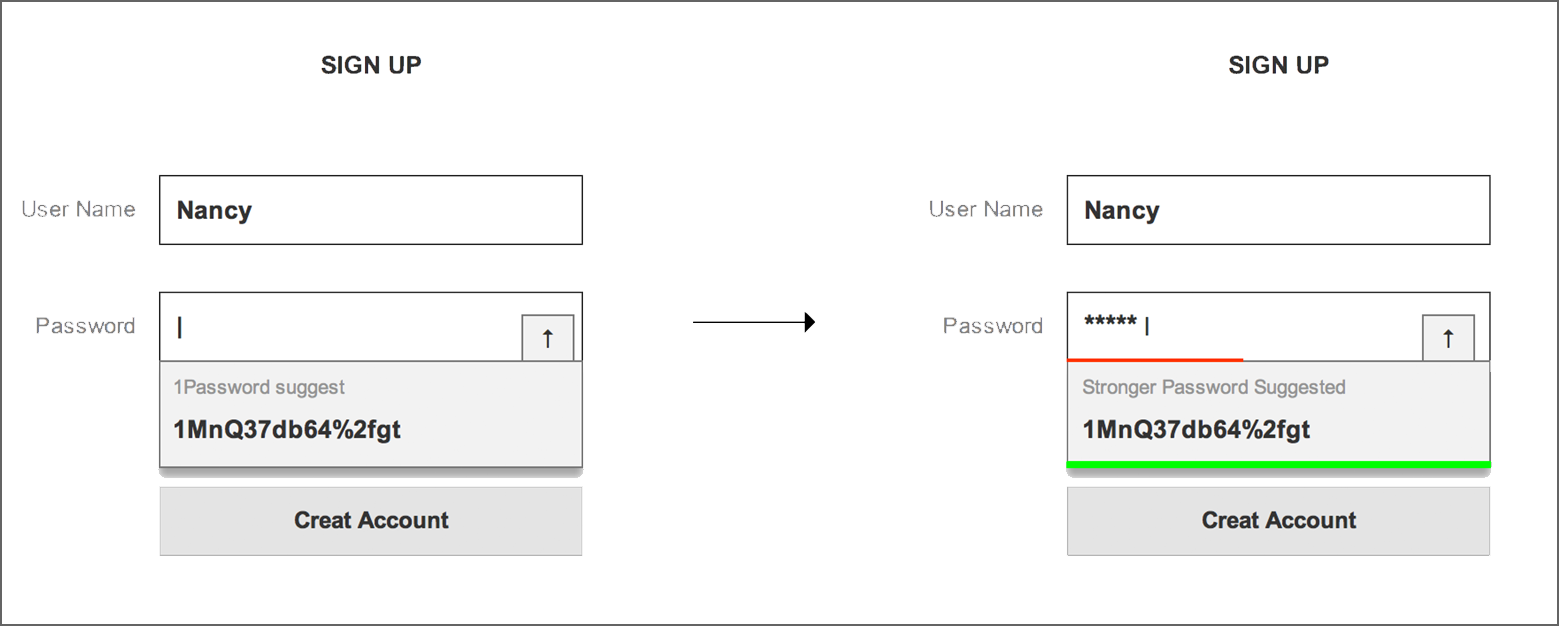 SIGN UP
User Name
Nancy
Password
|
↑
1Password suggest
1MnQ37db64%2fgt
Creat Account
SIGN UP
User Name
Nancy
Password
***** |
↑
Stronger Password Suggested
1MnQ37db64%2fgt
Creat Account